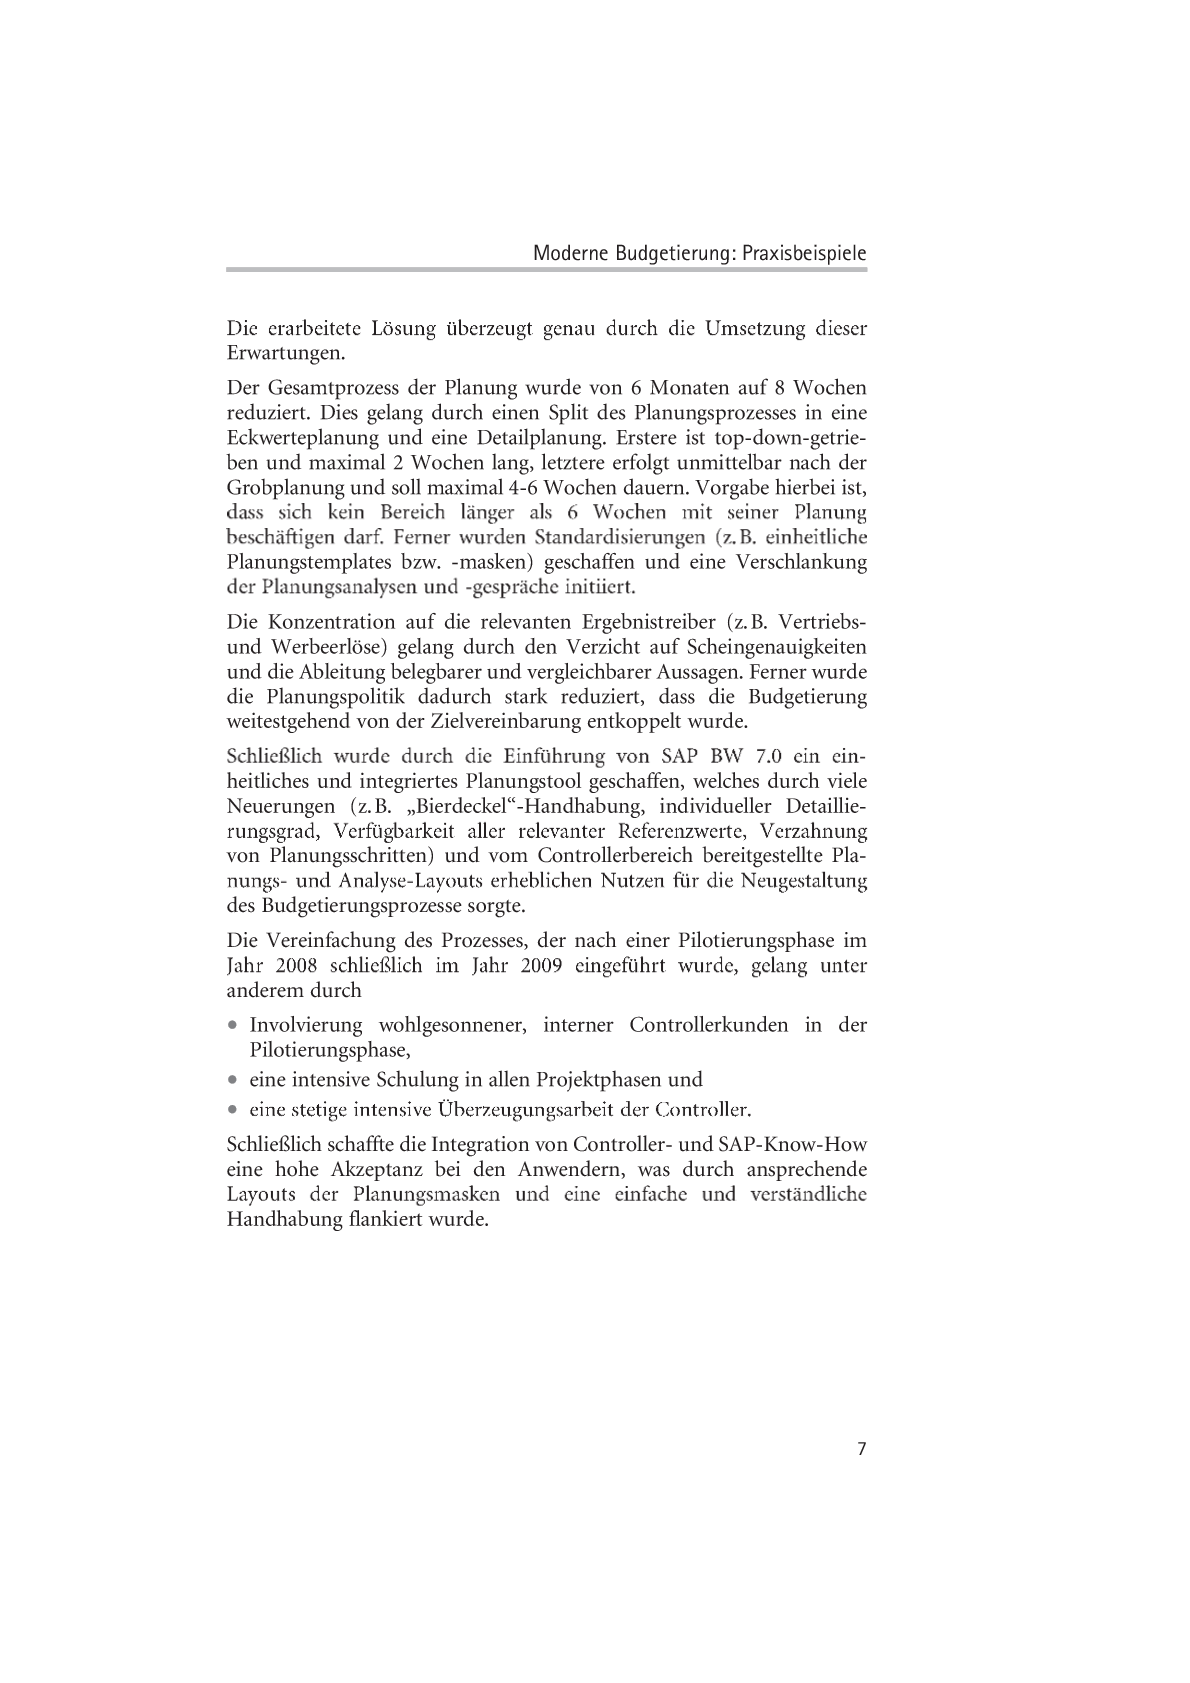 Moderne Budgetierung: Praxisbeispiele
Die erarbeitete Lösung überzeugt genau durch die Umsetzung dieser
Erwartungen.
Der Gesamtprozess der Planung wurde von 6 Monaten auf 8 Wochen
reduziert. Dies gelang durch einen Split des Planungsprozesses in eine
Eckwerteplanung und eine Detailplanung. Erstere ist top-down-getrie-
ben und maximal 2 Wochen lang, letztere erfolgt unmittelbar nach der
Grobplanung und soll maximal 4-6 Wochen dauern. Vorgabe hierbei ist,
dass sich kein Bereich länger als 6 Wochen mit seiner Planung
beschäftigen darf. Ferner wurden Standardisierungen (z. B. einheitliche
Planungstemplates bzw. -masken) geschaffen und eine Verschlankung
der Planungsanalysen und -gespräche initiiert.
Die Konzentration auf die relevanten Ergebnistreiber (z. B. Vertriebs-
und Werbeerlöse) gelang durch den Verzicht auf Scheingenauigkeiten
und die Ableitung belegbarer und vergleichbarer Aussagen. Ferner wurde
die Planungspolitik dadurch stark reduziert, dass die Budgetierung
weitestgehend von der Zielvereinbarung entkoppelt wurde.
Schließlich wurde durch die Einführung von SAP BW 7.0 ein ein-
heitliches und integriertes Planungstool geschaffen, welches durch viele
Neuerungen (z. B. „Bierdeckel“-Handhabung, individueller Detaillie-
rungsgrad, Verfügbarkeit aller relevanter Referenzwerte, Verzahnung
von Planungsschritten) und vom Controllerbereich bereitgestellte Pla-
nungs- und Analyse-Layouts erheblichen Nutzen für die Neugestaltung
des Budgetierungsprozesse sorgte.
Die Vereinfachung des Prozesses, der nach einer Pilotierungsphase im
Jahr 2008 schließlich im Jahr 2009 eingeführt wurde, gelang unter
anderem durch
• Involvierung wohlgesonnener, interner Controllerkunden in der
Pilotierungsphase,
• eine intensive Schulung in allen Projektphasen und
• eine stetige intensive Überzeugungsarbeit der Controller.
Schließlich schaffte die Integration von Controller- und SAP-Know-How
eine hohe Akzeptanz bei den Anwendern, was durch ansprechende
Layouts der Planungsmasken und eine einfache und verständliche
Handhabung flankiert wurde.
7